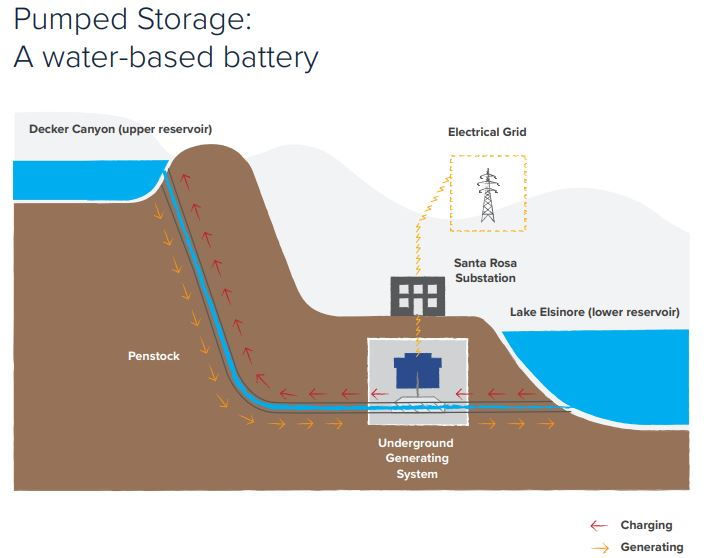 Pumped Storage:
A water-based battery
Decker Canyon (upper reservoir)
Electrical Grid
Santa Rosa
Substation
Lake Elsinore (lower reservoir)
Penstock
Underground
Generating
System
Charging
Generating